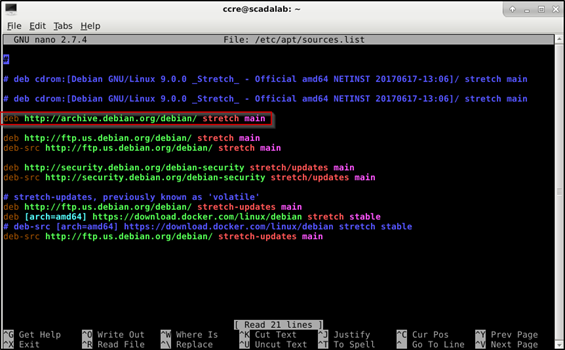 ccre@scadalab: ~
File Edit Tabs Help
GNU nano 2.7.4 File: /etc/apt/sources.list
#
# deb cdrom:[Debian GNU/Linux 9.0.0 _Stretch_ - Official amd64 NETINST 20170617-13:06]/ stretch main
# deb cdrom:[Debian GNU/Linux 9.0.0 _Stretch_ - Official amd64 NETINST 20170617-13:06]/ stretch main
deb http://archive.debian.org/debian/ stretch main
deb http://ftp.us.debian.org/debian/ stretch main
deb-src http://ftp.us.debian.org/debian/ stretch main
deb http://security.debian.org/debian-security stretch/updates main
deb-src http://security.debian.org/debian-security stretch/updates main
# stretch-updates, previously known as 'volatile'
deb http://ftp.us.debian.org/debian/ stretch-updates main
deb [arch=amd64] https://download.docker.com/linux/debian stretch stable
# deb-src [arch=amd64] https://download.docker.com/linux/debian stretch stable
deb-src http://ftp.us.debian.org/debian/ stretch-updates main
[ Read 21 lines ]
^G Get Help ^O Write Out ^W Where Is ^K Cut Text ^J Justify ^C Cur Pos ^Y Prev Page
^X Exit ^R Read File ^\ Replace ^U Uncut Text ^T To Spell ^_ Go To Line ^V Next Page